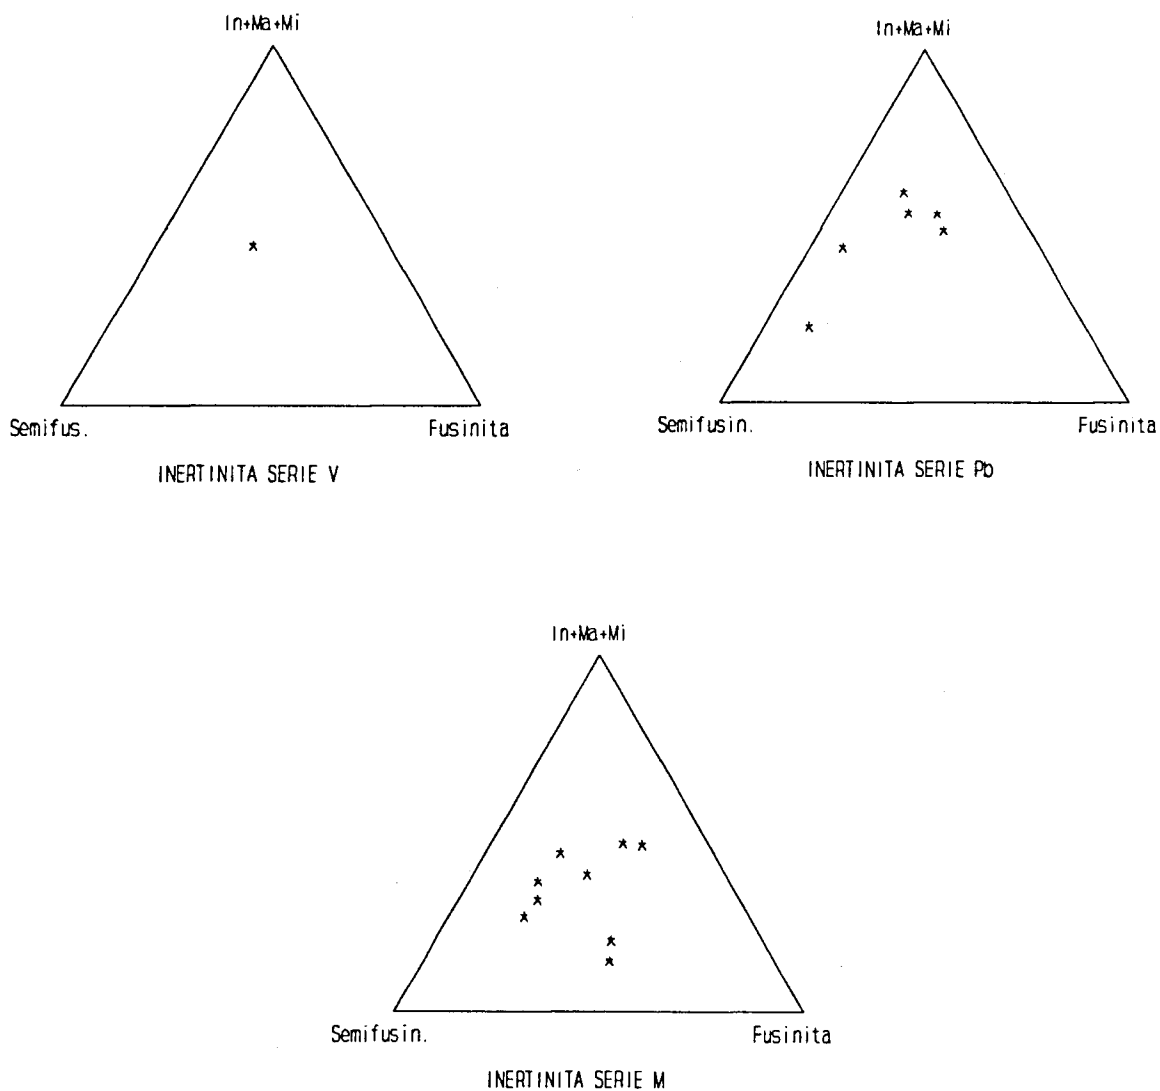 In+Ma+Mi
Semifus.
Fusinita
INERTINITA SERIE V
In+Ma+Mi
Semifusin.
Fusinita
INERTINITA SERIE Pb
In+Ma+Mi
Semifusin.
Fusinita
INERTINITA SERIE M